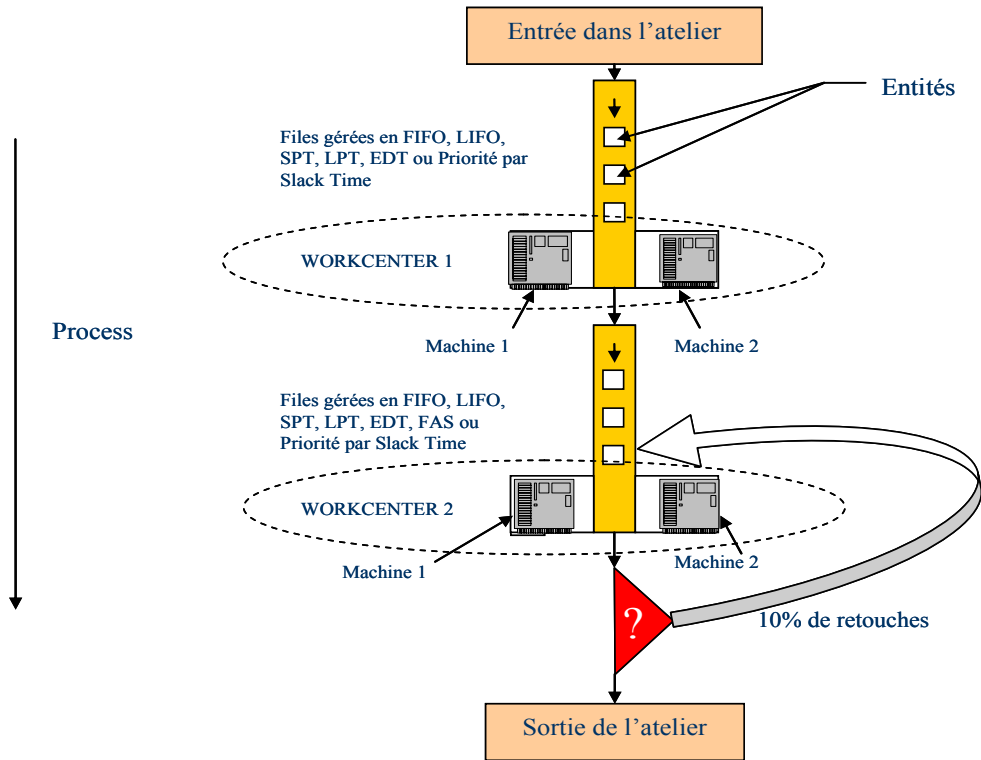 Entrée dans l'atelier
Entités
Files gérées en FIFO, LIFO,
SPT, LPT, EDT ou Priorité par
Slack Time
WORKCENTER 1
Process
Machine 1
Machine 2
Files gérées en FIFO, LIFO,
SPT, LPT, EDT, FAS ou
Priorité par Slack Time
WORKCENTER 2
Machine 1
Machine 2
?
10% de retouches
Sortie de l'atelier